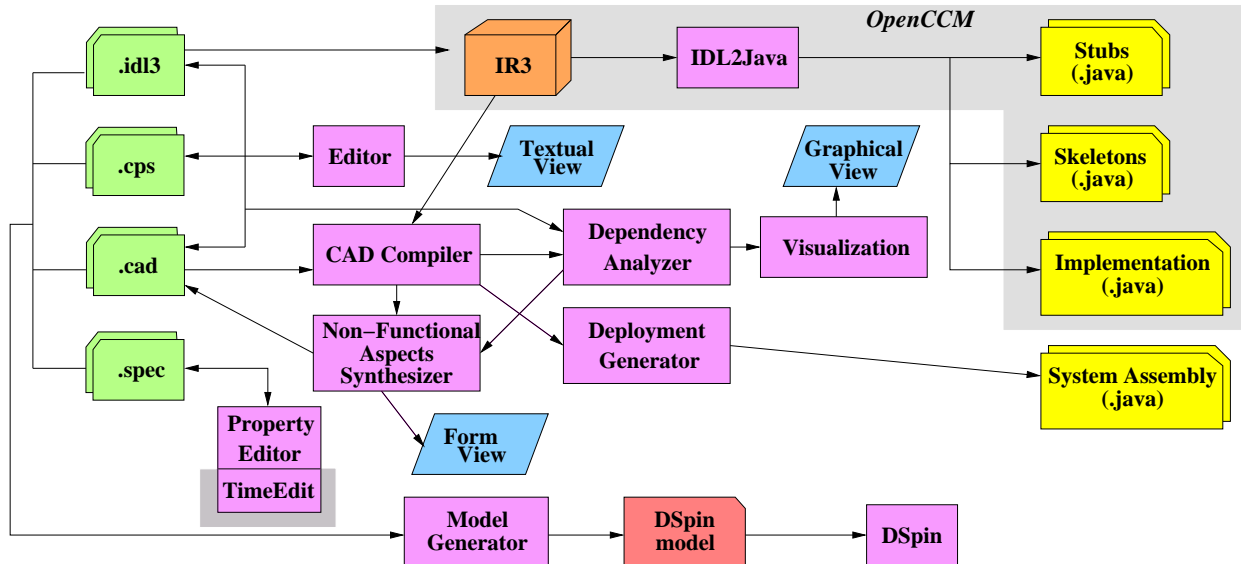 OpenCCM
.idl3
IR3
IDL2Java
Stubs
(.java)
.cps
Editor
Textual
View
Graphical
View
Skeletons
(.java)
.cad
CAD Compiler
Dependency
Analyzer
Visualization
Implementation
(.java)
Non−Functional
Aspects
Synthesizer
Deployment
Generator
.spec
System Assembly
(.java)
Property
Editor
TimeEdit
Form
View
Model
Generator
DSpin
model
DSpin